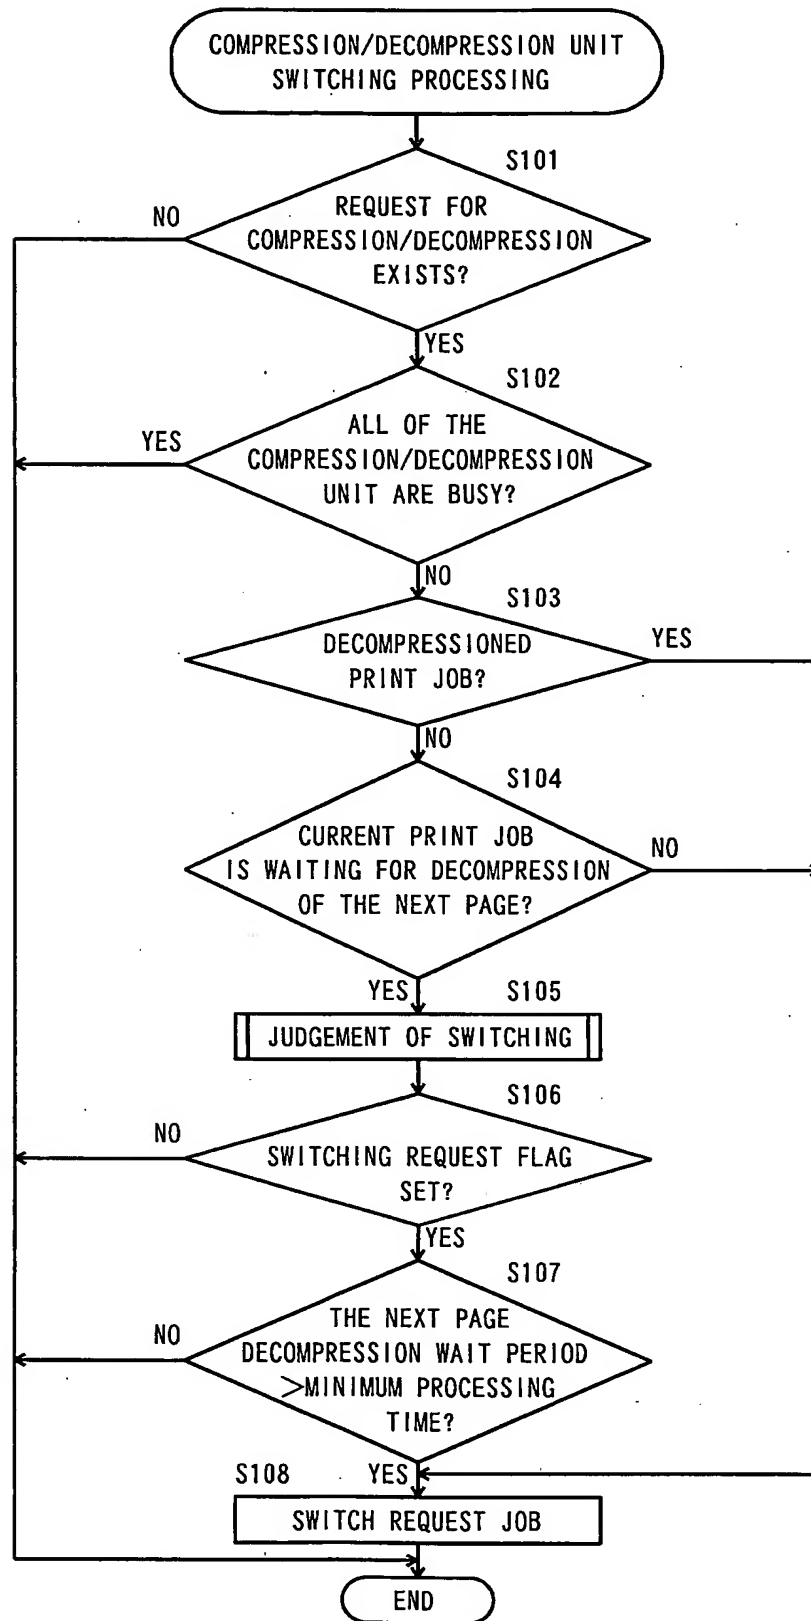 COMPRESSION/DECOMPRESSION UNIT
SWITCHING PROCESSING
S101
NO
REQUEST FOR
COMPRESSION/DECOMPRESSION
EXISTS?
YES
S102
YES
ALL OF THE
COMPRESSION/DECOMPRESSION
UNIT ARE BUSY?
NO
S103
DECOMPRESSIONED
PRINT JOB?
YES
NO
S104
CURRENT PRINT JOB
IS WAITING FOR DECOMPRESSION
OF THE NEXT PAGE?
NO
YES
S105
JUDGEMENT OF SWITCHING
S106
NO
SWITCHING REQUEST FLAG
SET?
YES
S107
NO
THE NEXT PAGE
DECOMPRESSION WAIT PERIOD
>MINIMUM PROCESSING
TIME?
S108
YES
SWITCH REQUEST JOB
END